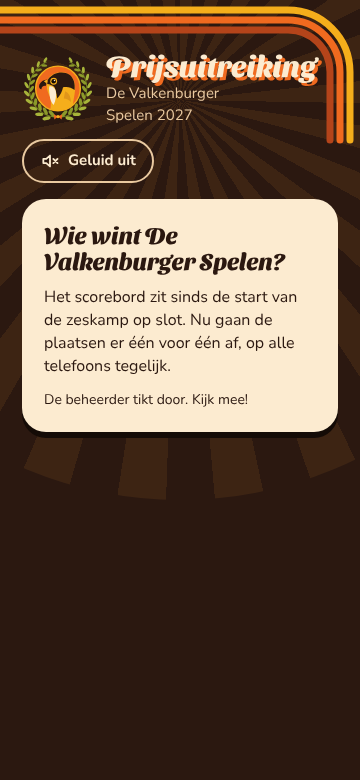 Prijsuitreiking
De Valkenburger
Spelen 2027
Geluid uit
Wie wint De
Valkenburger Spelen?
Het scorebord zit sinds de start van
de zeskamp op slot. Nu gaan de
plaatsen er één voor één af, op alle
telefoons tegelijk.
De beheerder tikt door. Kijk mee!